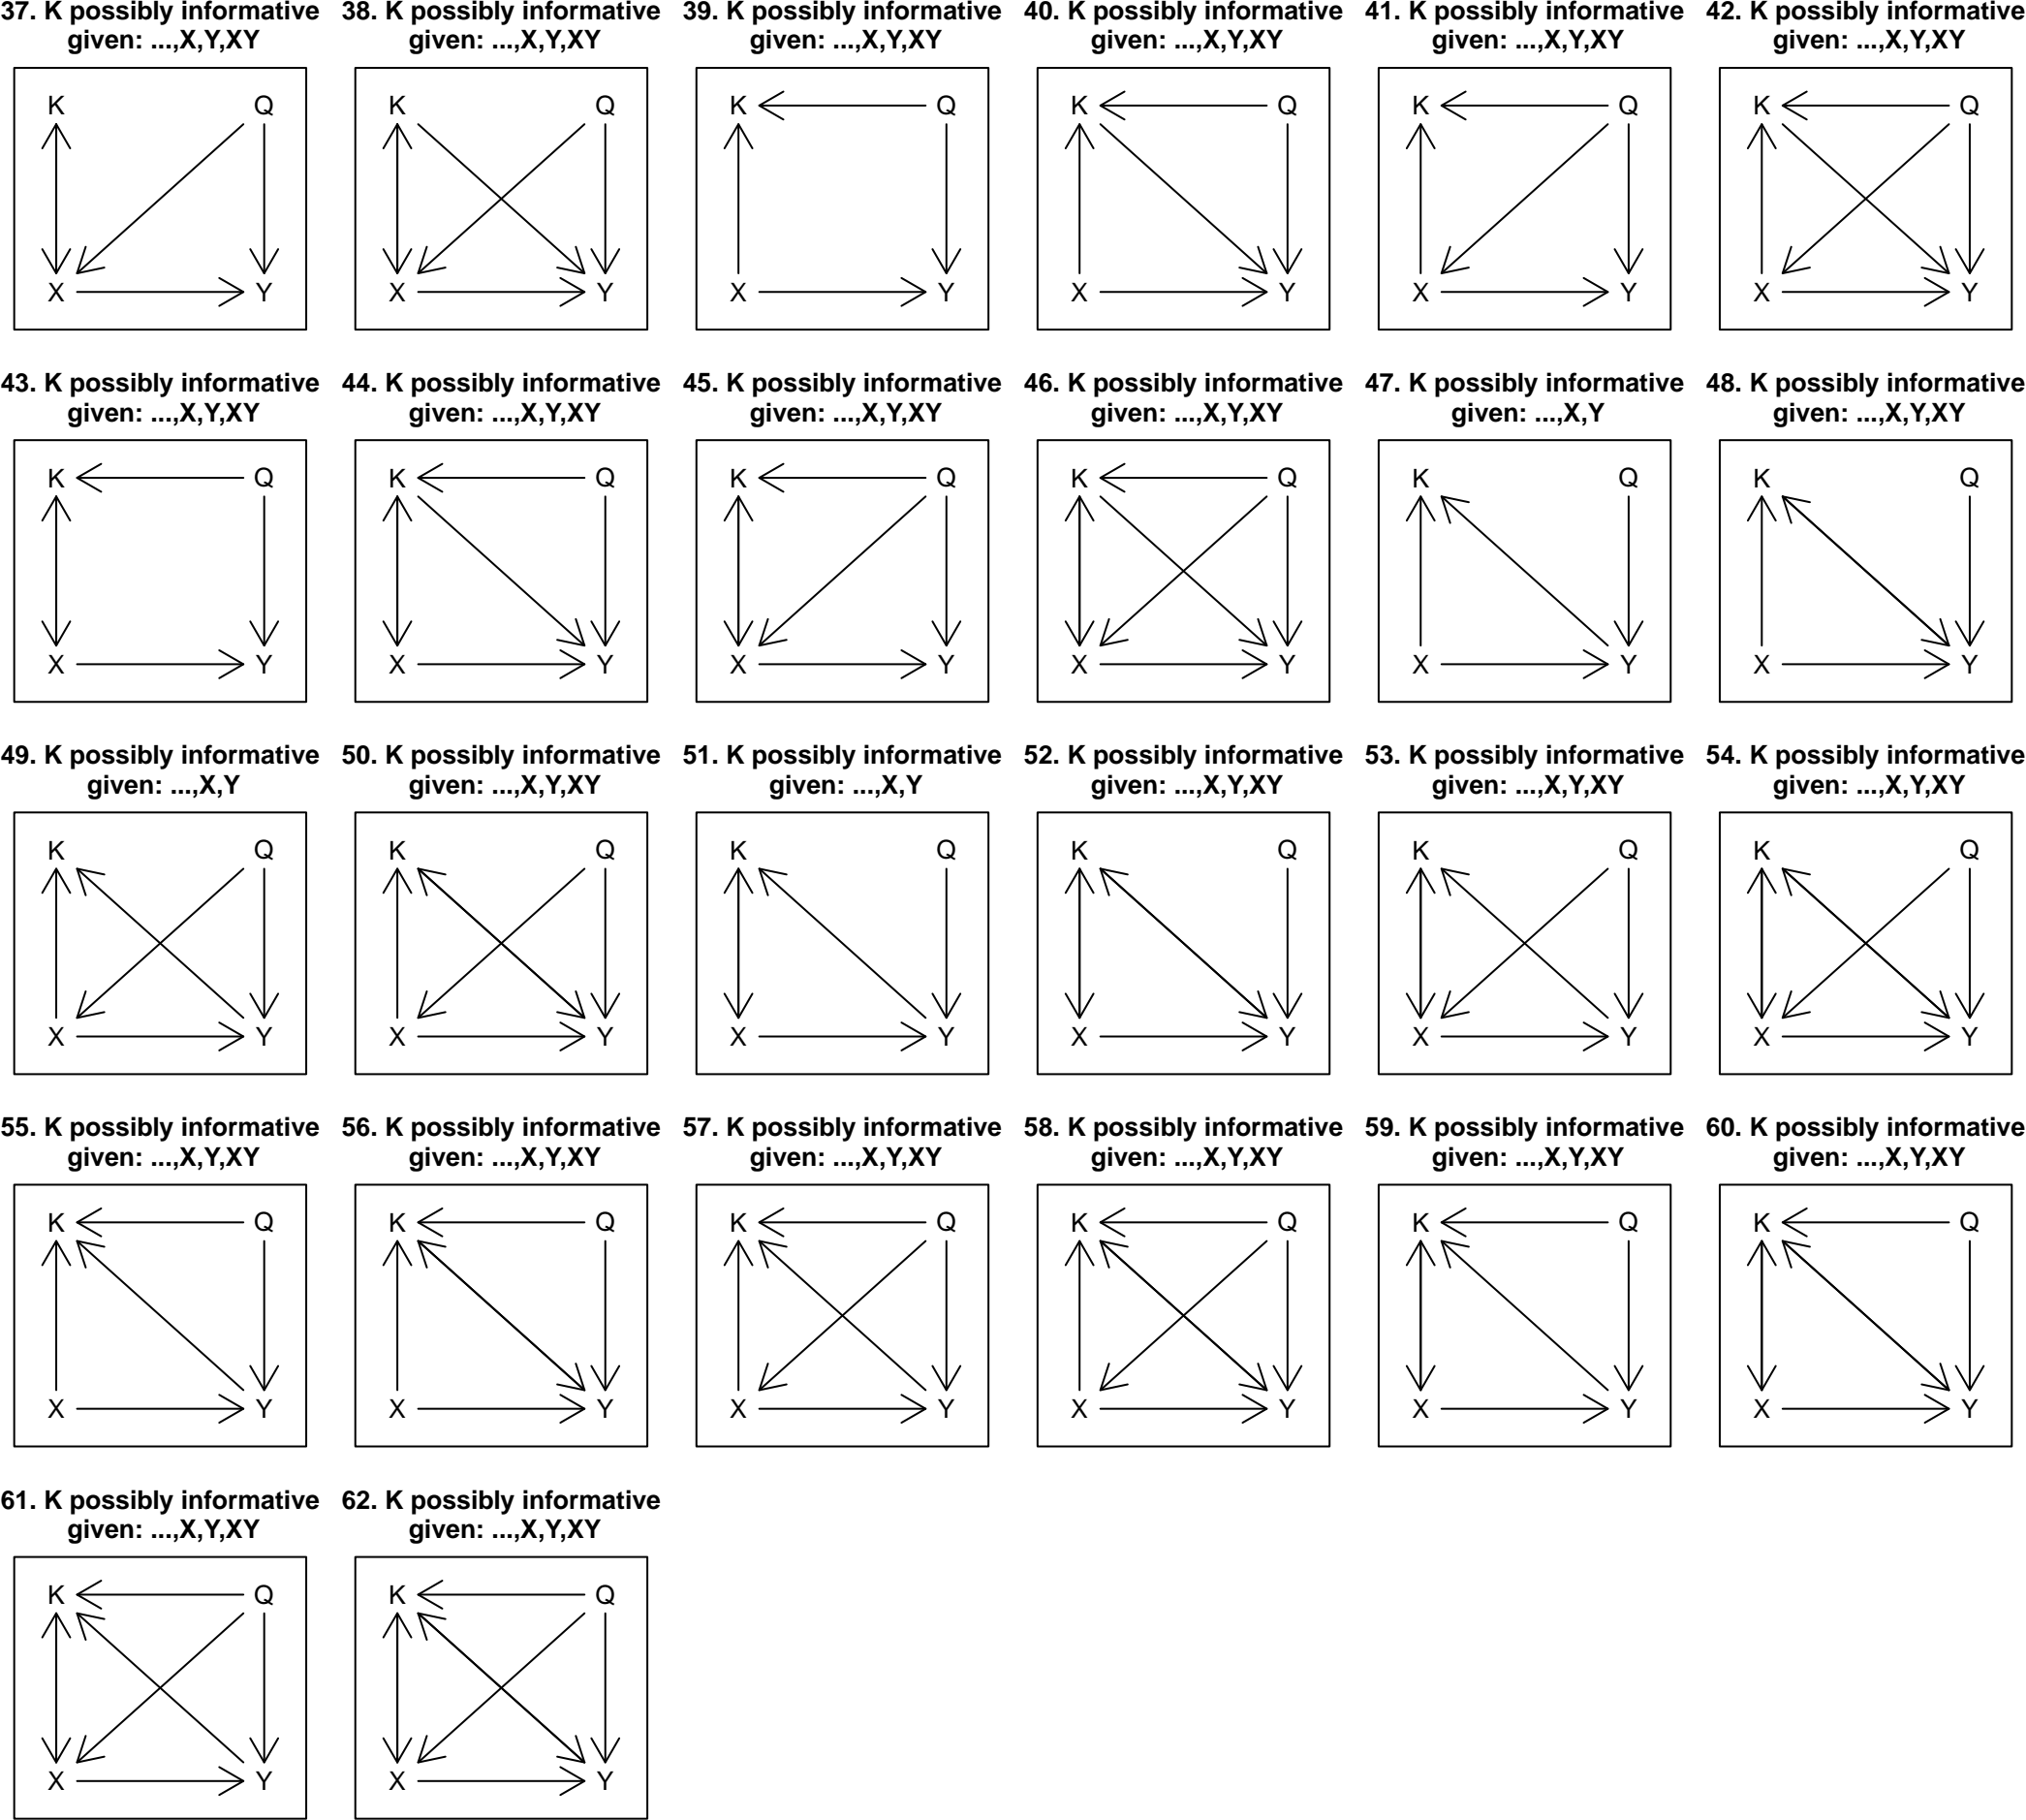 37. K possibly informative
given: ...,X,Y,XY
K Q
X Y
38. K possibly informative
given: ...,X,Y,XY
K Q
X Y
39. K possibly informative
given: ...,X,Y,XY
K Q
X Y
40. K possibly informative
given: ...,X,Y,XY
K Q
X Y
41. K possibly informative
given: ...,X,Y,XY
K Q
X Y
42. K possibly informative
given: ...,X,Y,XY
K Q
X Y
43. K possibly informative
given: ...,X,Y,XY
K Q
X Y
44. K possibly informative
given: ...,X,Y,XY
K Q
X Y
45. K possibly informative
given: ...,X,Y,XY
K Q
X Y
46. K possibly informative
given: ...,X,Y,XY
K Q
X Y
47. K possibly informative
given: ...,X,Y
K Q
X Y
48. K possibly informative
given: ...,X,Y,XY
K Q
X Y
49. K possibly informative
given: ...,X,Y
K Q
X Y
50. K possibly informative
given: ...,X,Y,XY
K Q
X Y
51. K possibly informative
given: ...,X,Y
K Q
X Y
52. K possibly informative
given: ...,X,Y,XY
K Q
X Y
53. K possibly informative
given: ...,X,Y,XY
K Q
X Y
54. K possibly informative
given: ...,X,Y,XY
K Q
X Y
55. K possibly informative
given: ...,X,Y,XY
K Q
X Y
56. K possibly informative
given: ...,X,Y,XY
K Q
X Y
57. K possibly informative
given: ...,X,Y,XY
K Q
X Y
58. K possibly informative
given: ...,X,Y,XY
K Q
X Y
59. K possibly informative
given: ...,X,Y,XY
K Q
X Y
60. K possibly informative
given: ...,X,Y,XY
K Q
X Y
61. K possibly informative
given: ...,X,Y,XY
K Q
X Y
62. K possibly informative
given: ...,X,Y,XY
K Q
X Y